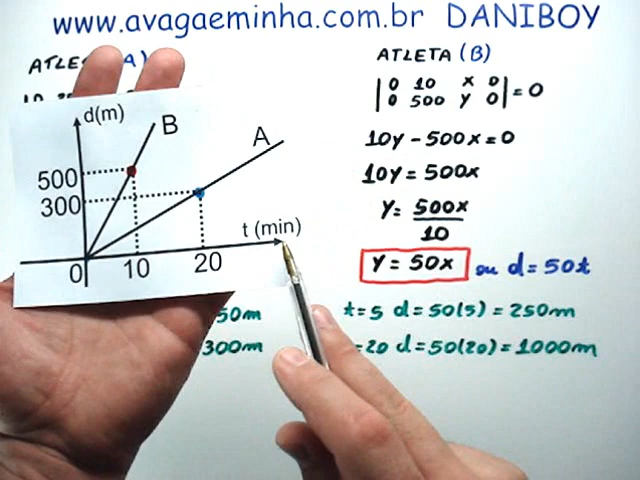 www.avagaeminha.com.br DANIBOY
ATLE A)
d(m)
B
A
500
300
t (min)
0
10
20
50m
300m
ATLETA (B)
|0 10 x 0|
|0 500 y 0| = 0
10y - 500x = 0
10y = 500x
y = 500x
10
y = 50x ou d = 50t
t = 5 d = 50(5) = 250m
= 20 d = 50(20) = 1000m